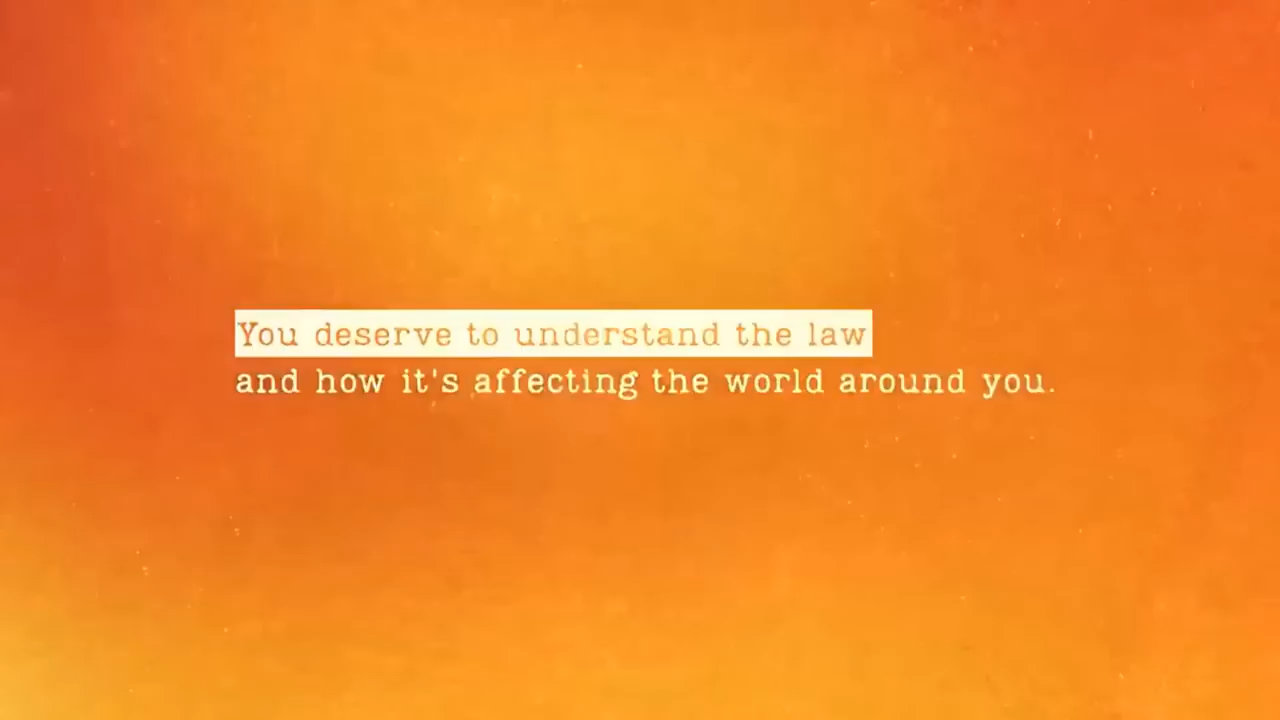 You deserve to understand the law
and how it's affecting the world around you.